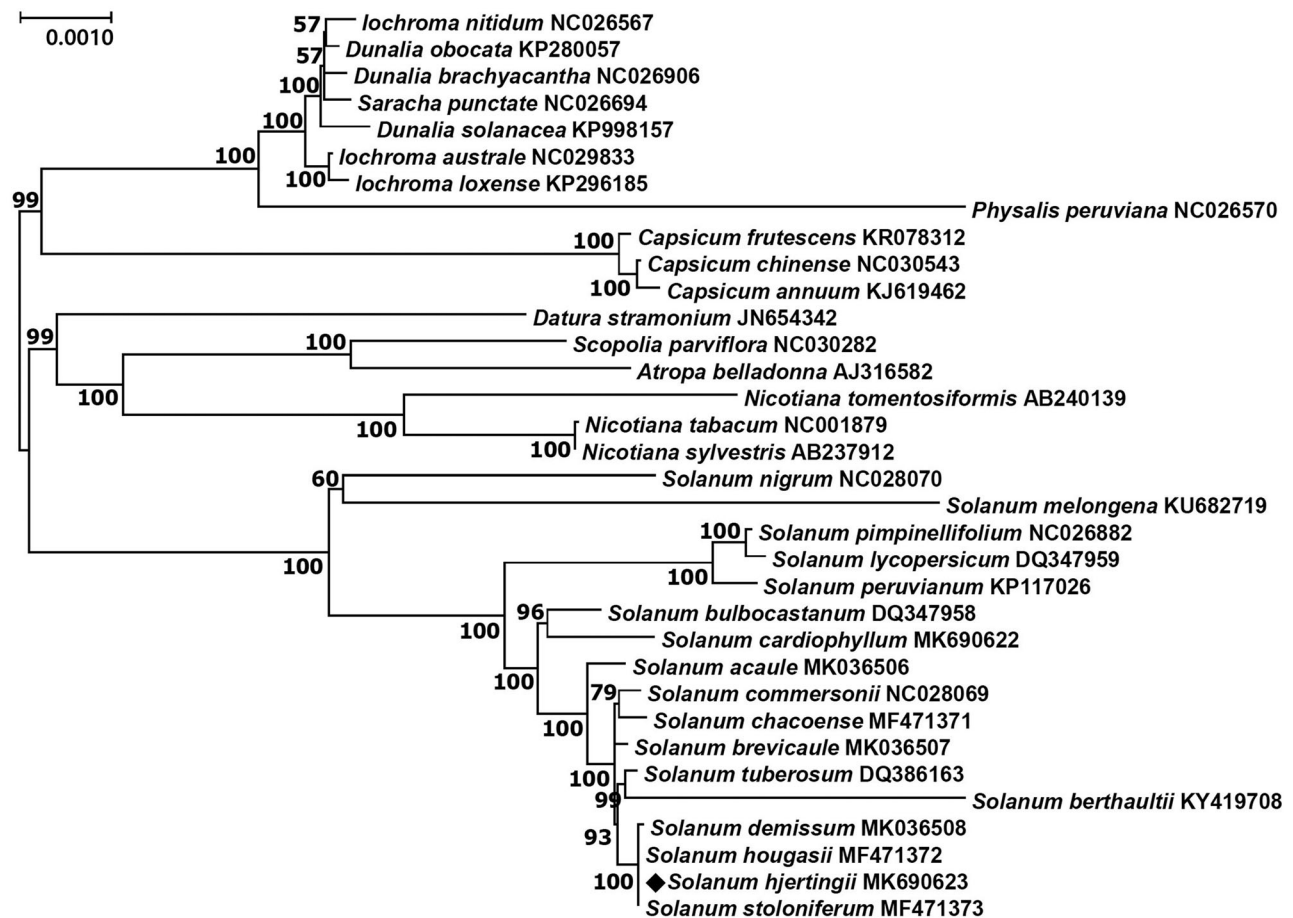 0.0010
57
Iochroma nitidum NC026567
Dunalia obocata KP280057
57
Dunalia brachyacantha NC026906
100
Saracha punctate NC026694
100
Dunalia solanacea KP998157
100
Iochroma australe NC029833
100
Iochroma loxense KP296185
99
Physalis peruviana NC026570
100
Capsicum frutescens KR078312
Capsicum chinense NC030543
100
Capsicum annuum KJ619462
99
Datura stramonium JN654342
100
Scopolia parviflora NC030282
Atropa belladonna AJ316582
100
Nicotiana tomentosiformis AB240139
100
Nicotiana tabacum NC001879
100
Nicotiana sylvestris AB237912
60
Solanum nigrum NC028070
Solanum melongena KU682719
100
100
Solanum pimpinellifolium NC026882
Solanum lycopersicum DQ347959
100
Solanum peruvianum KP117026
100
96
Solanum bulbocastanum DQ347958
Solanum cardiophyllum MK690622
100
Solanum acaule MK036506
79
Solanum commersonii NC028069
100
Solanum chacoense MF471371
Solanum brevicaule MK036507
100
Solanum tuberosum DQ386163
99
Solanum berthaultii KY419708
93
Solanum demissum MK036508
Solanum hougasii MF471372
100
◆Solanum hjertingii MK690623
Solanum stoloniferum MF471373